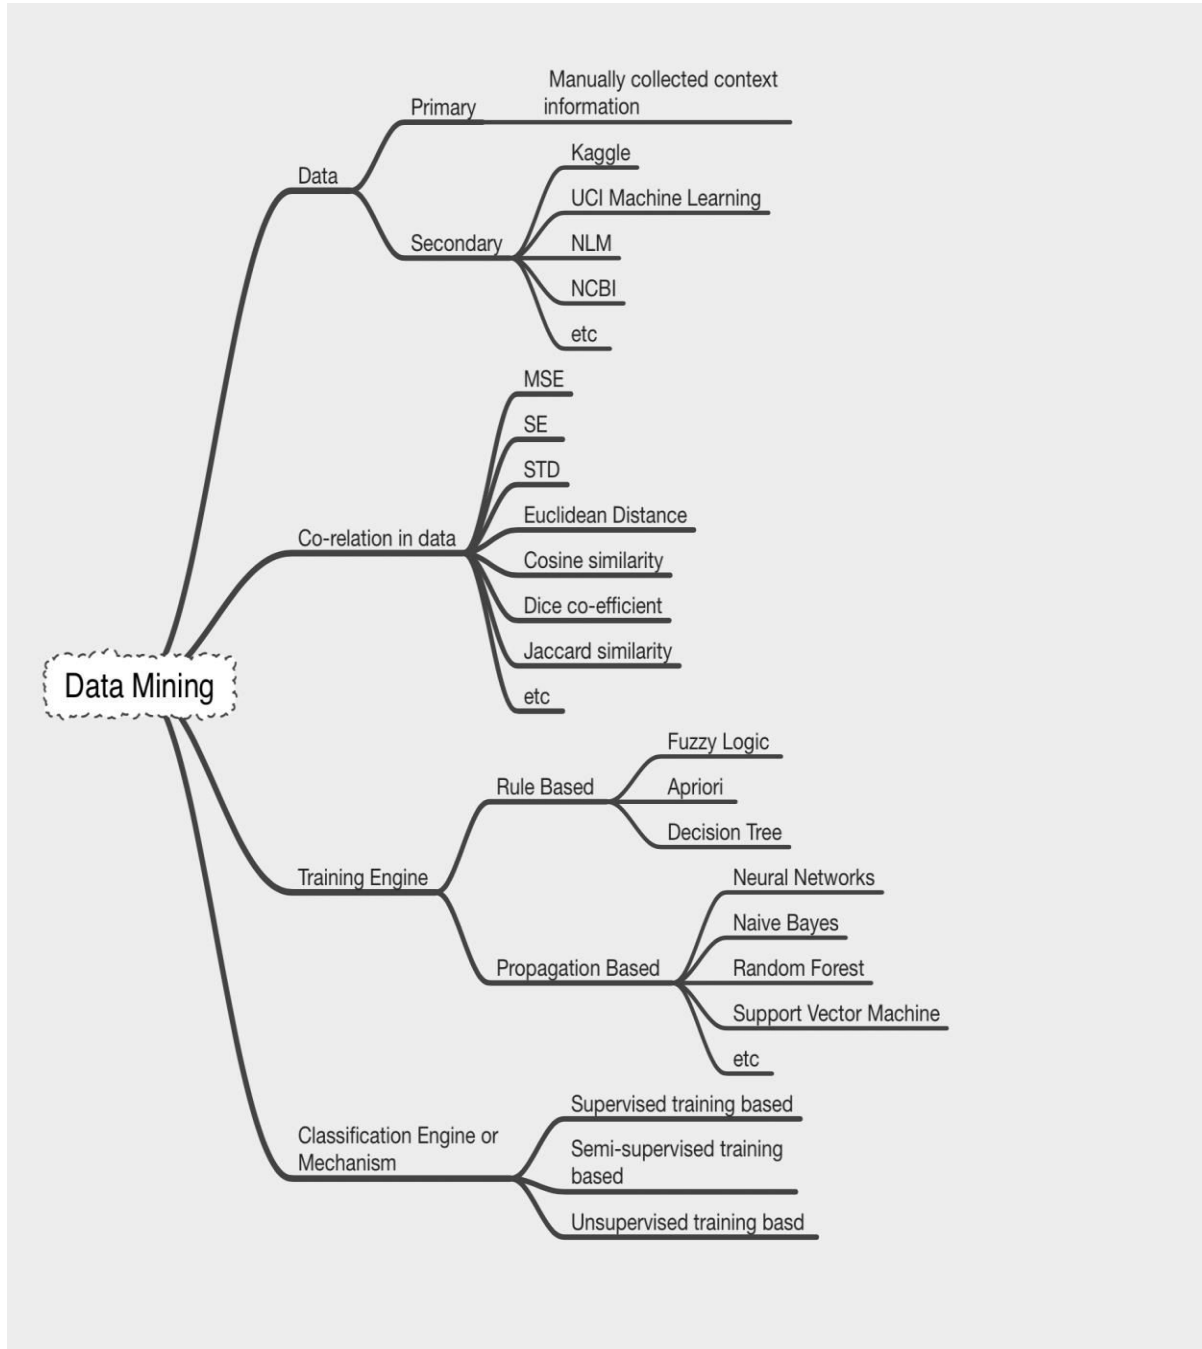 Manually collected context
information
Primary
Kaggle
Data
UCI Machine Learning
Secondary
NLM
NCBI
etc
MSE
SE
STD
Euclidean Distance
Co-relation in data
Cosine similarity
Dice co-efficient
Jaccard similarity
Data Mining
etc
Fuzzy Logic
Rule Based
Apriori
Decision Tree
Training Engine
Neural Networks
Naive Bayes
Propagation Based
Random Forest
Support Vector Machine
etc
Supervised training based
Classification Engine or
Mechanism
Semi-supervised training
based
Unsupervised training basd